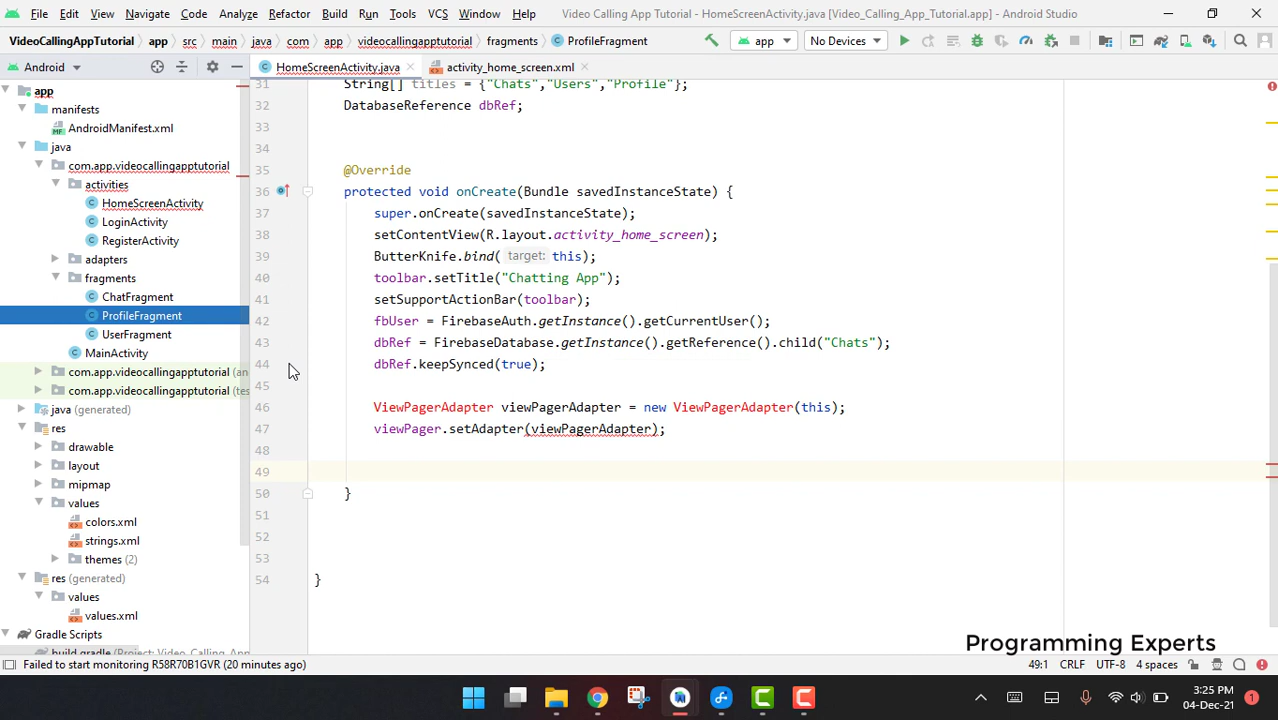 File Edit View Navigate Code Analyze Refactor Build Run Tools VCS Window Help Video Calling App Tutorial - HomeScreenActivity.java [Video_Calling_App_Tutorial.app] - Android Studio
VideoCallingAppTutorial app src main java com app videocallingapptutorial fragments ProfileFragment app No Devices
Android HomeScreenActivity.java activity_home_screen.xml
app
manifests
AndroidManifest.xml
java
com.app.videocallingapptutorial
activities
HomeScreenActivity
LoginActivity
RegisterActivity
adapters
fragments
ChatFragment
ProfileFragment
UserFragment
MainActivity
com.app.videocallingapptutorial (an
com.app.videocallingapptutorial (tes
java (generated)
res
drawable
layout
mipmap
values
colors.xml
strings.xml
themes (2)
res (generated)
values
values.xml
Gradle Scripts
31 String[] titles = {"Chats","Users","Profile"};
32 DatabaseReference dbRef;
33
34
35 @Override
36 protected void onCreate(Bundle savedInstanceState) {
37 super.onCreate(savedInstanceState);
38 setContentView(R.layout.activity_home_screen);
39 ButterKnife.bind( target: this);
40 toolbar.setTitle("Chatting App");
41 setSupportActionBar(toolbar);
42 fbUser = FirebaseAuth.getInstance().getCurrentUser();
43 dbRef = FirebaseDatabase.getInstance().getReference().child("Chats");
44 dbRef.keepSynced(true);
45
46 ViewPagerAdapter viewPagerAdapter = new ViewPagerAdapter(this);
47 viewPager.setAdapter(viewPagerAdapter);
48
49
50 }
51
52
53
54 }
Programming Experts
Failed to start monitoring R58R70B1GVR (20 minutes ago) 49:1 CRLF UTF-8 4 spaces
3:25 PM
04-Dec-21
1